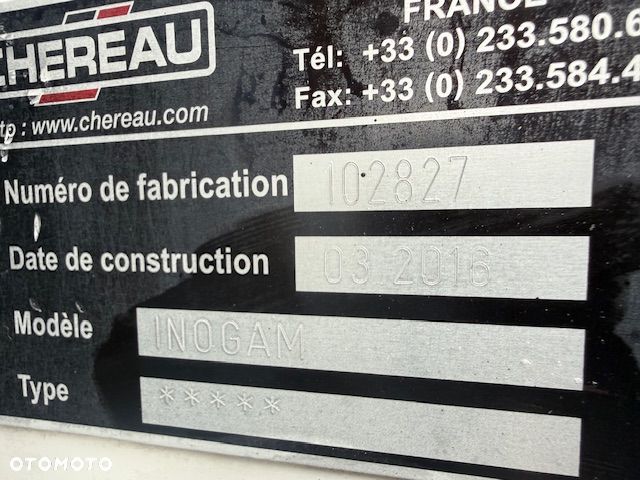 FRANCE
CHEREAU
Tél: +33 (0) 233.580.6
Fax: +33 (0) 233.584.4
: www.chereau.com
Numéro de fabrication 102827
Date de construction 03 2016
Modèle INOGAM
Type *****
OTOMOTO